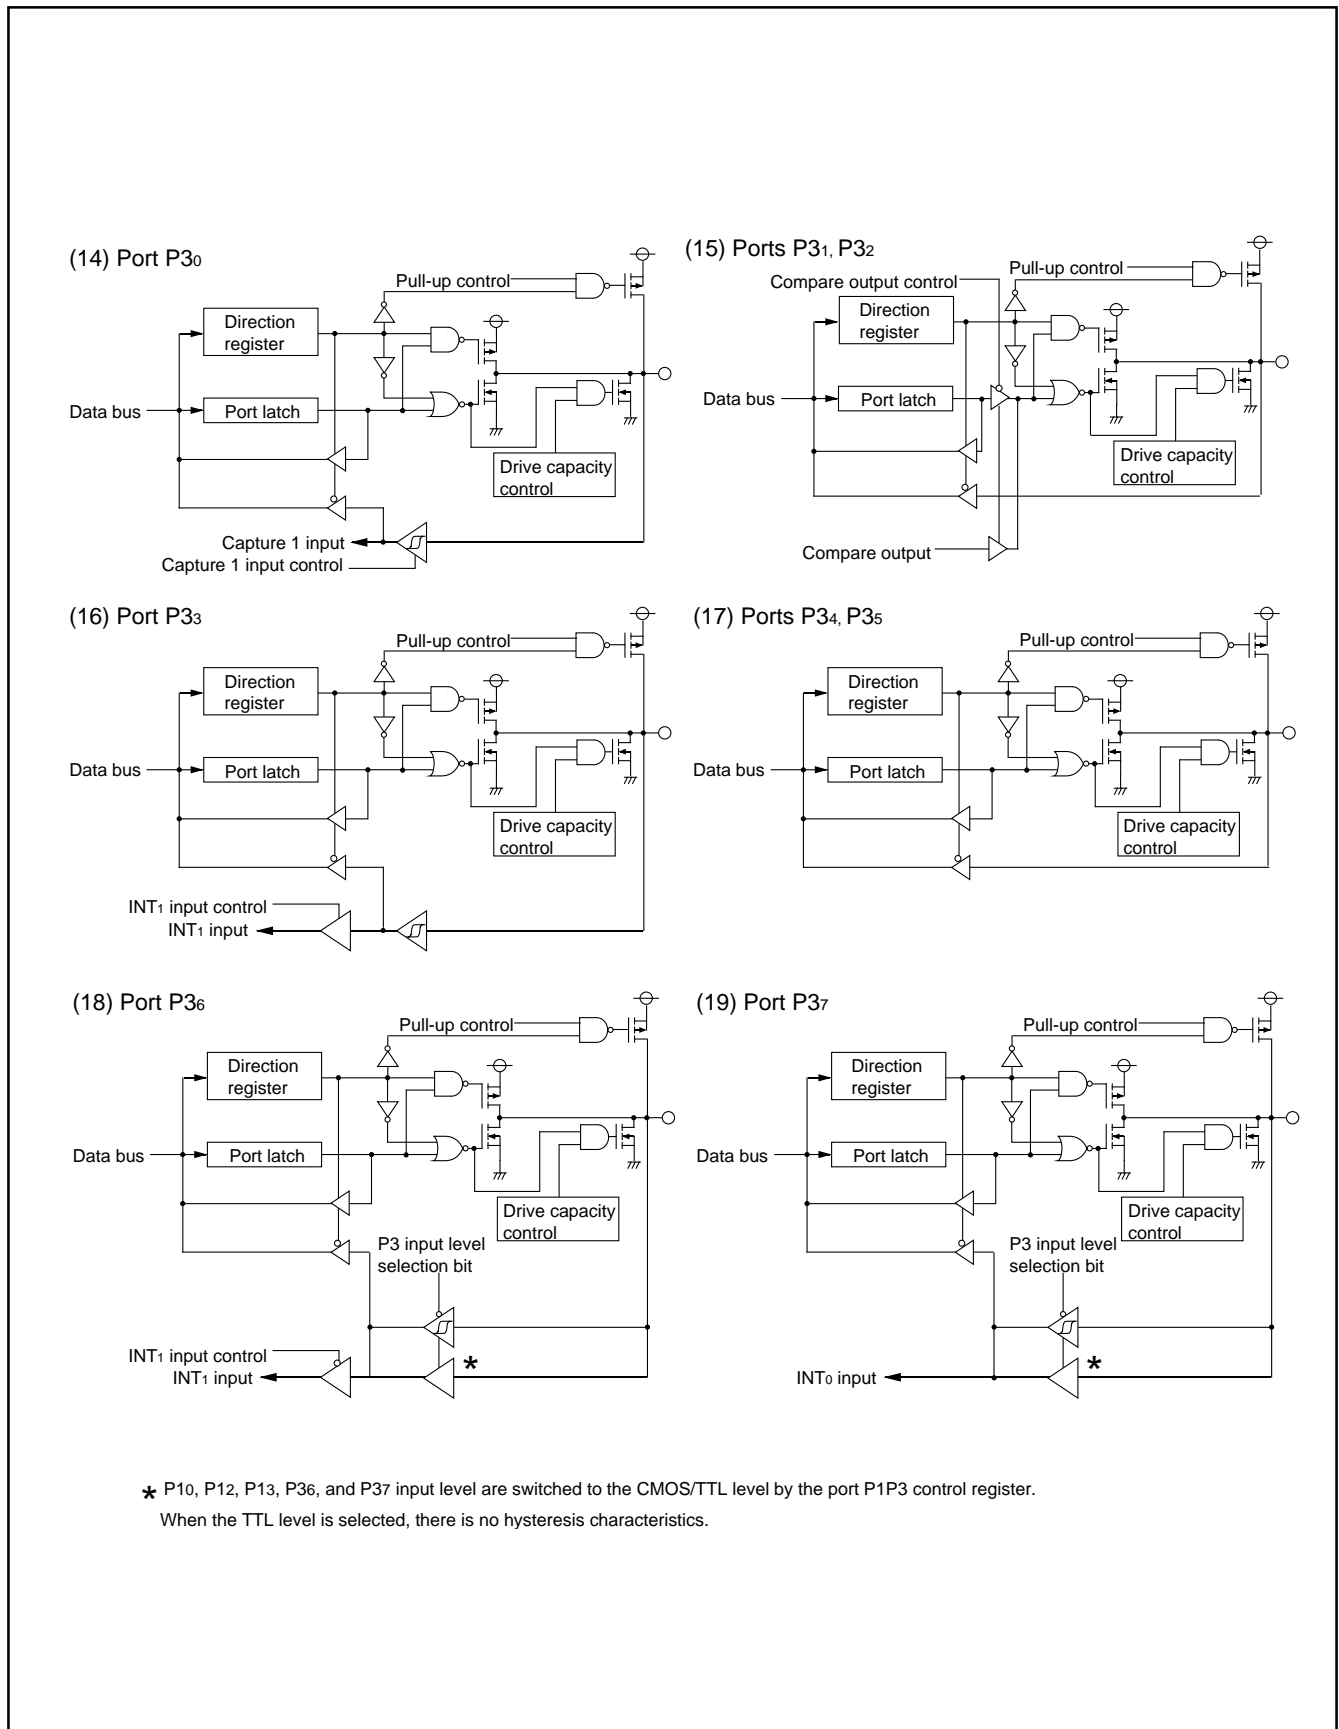 (14) Port P30
Pull-up control
Direction
register
Data bus
Port latch
Drive capacity
control
Capture 1 input
Capture 1 input control
(15) Ports P31, P32
Pull-up control
Compare output control
Direction
register
Data bus
Port latch
Drive capacity
control
Compare output
(16) Port P33
Pull-up control
Direction
register
Data bus
Port latch
Drive capacity
control
INT1 input control
INT1 input
(17) Ports P34, P35
Pull-up control
Direction
register
Data bus
Port latch
Drive capacity
control
(18) Port P36
Pull-up control
Direction
register
Data bus
Port latch
Drive capacity
control
P3 input level
selection bit
INT1 input control
INT1 input
*
(19) Port P37
Pull-up control
Direction
register
Data bus
Port latch
Drive capacity
control
P3 input level
selection bit
INT0 input
*
* P10, P12, P13, P36, and P37 input level are switched to the CMOS/TTL level by the port P1P3 control register.
When the TTL level is selected, there is no hysteresis characteristics.